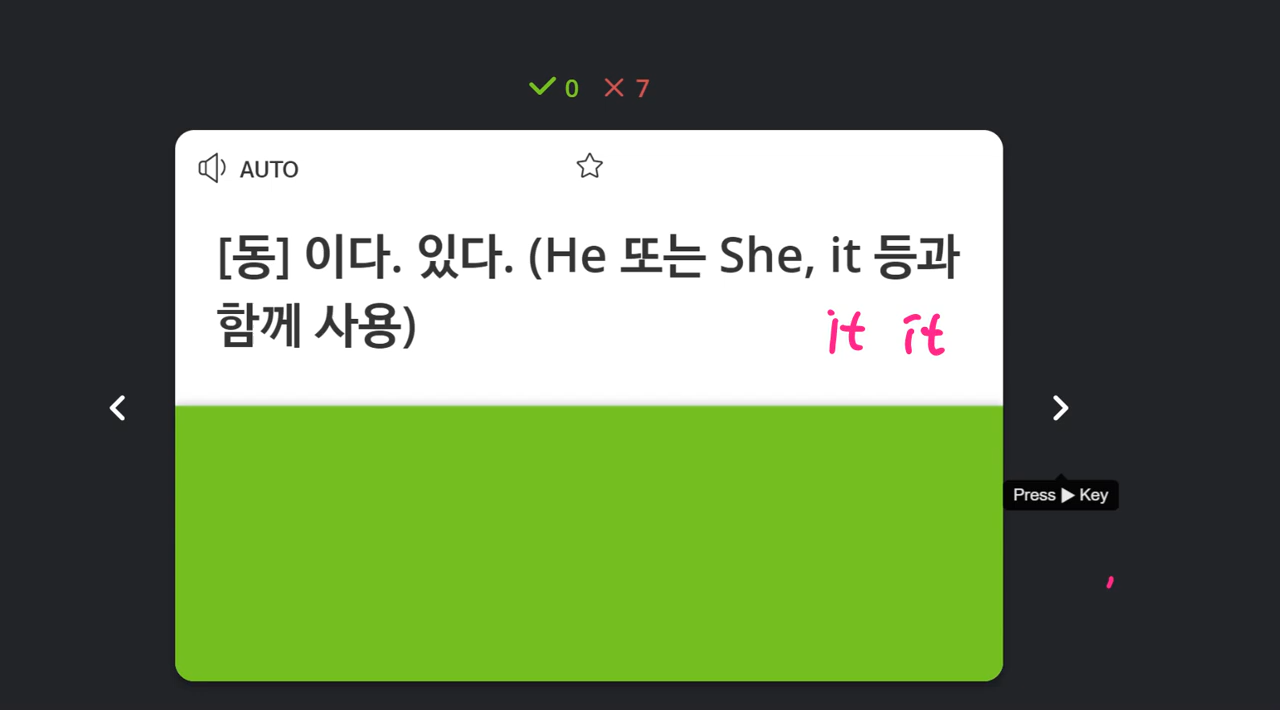 0 7
AUTO
[동] 이다. 있다. (He 또는 She, it 등과
함께 사용)
it it
Press ▶ Key